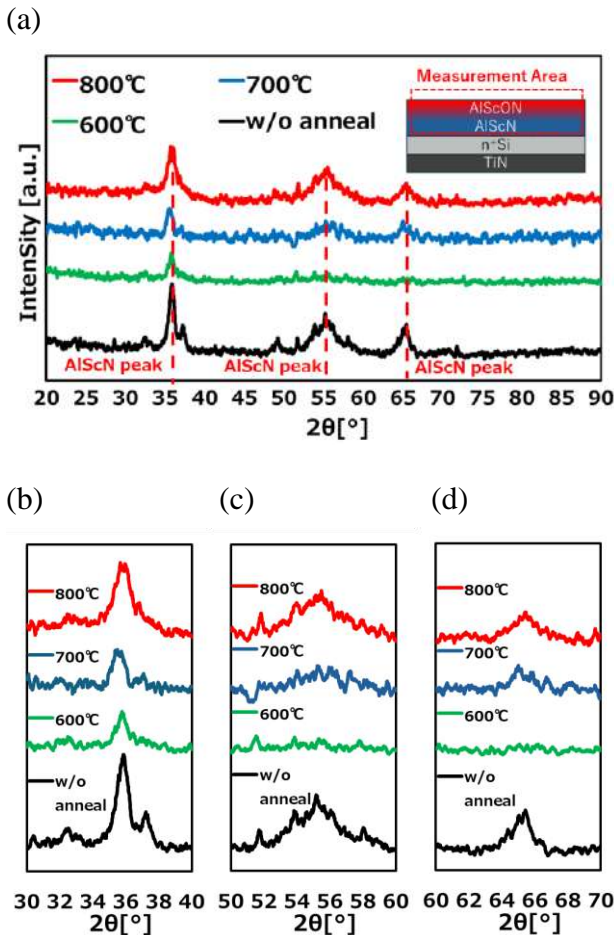 (a)
800℃
700℃
600℃
w/o anneal
Measurement Area
AlScON
AlScN
n⁺Si
TiN
IntenSity [a.u.]
AlScN peak
AlScN peak
AlScN peak
20 25 30 35 40 45 50 55 60 65 70 75 80 85 90
2θ[°]
(b)
(c)
(d)
800℃
700℃
600℃
w/o
anneal
30 32 34 36 38 40
2θ[°]
800℃
700℃
600℃
w/o
anneal
50 52 54 56 58 60
2θ[°]
800℃
700℃
600℃
w/o
anneal
60 62 64 66 68 70
2θ[°]